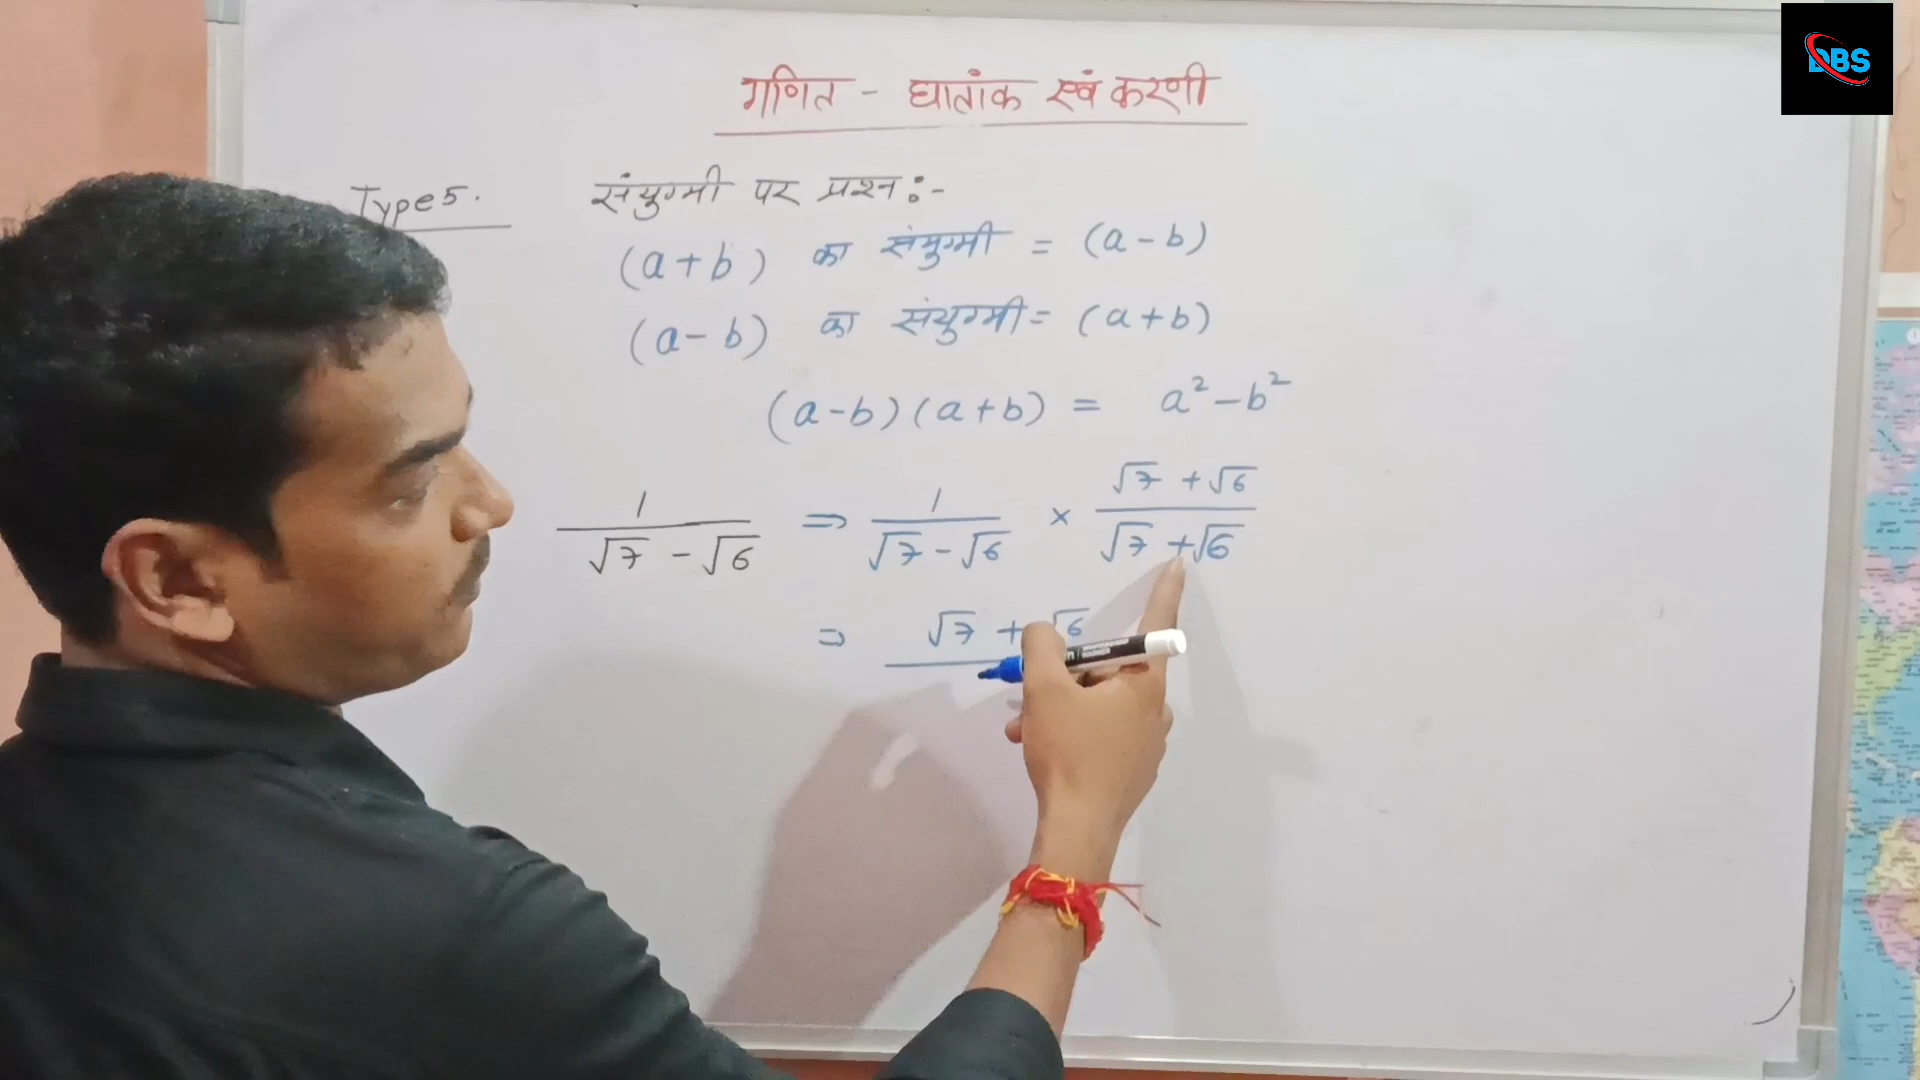 DBS
गणित - घातांक एवं करणी
Type 5. संयुग्मी पर प्रश्न :-
(a + b) का संयुग्मी = (a - b)
(a - b) का संयुग्मी = (a + b)
(a - b) (a + b) = a² - b²
1/(√7 - √6) ⇒ 1/(√7 - √6) × (√7 + √6)/(√7 + √6)
⇒ √7 + √6